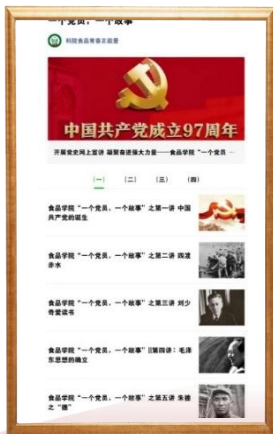 一个党员,一个故事
科院食品青春正能量
中国共产党成立97周年
开展党史网上宣讲 凝聚奋进强大力量——食品学院“一个党员 …
(一) (二) (三) (四)
食品学院“一个党员,一个故事”之第一讲 中国
共产党的诞生
食品学院“一个党员,一个故事”之第二讲 四渡
赤水
食品学院“一个党员,一个故事”之第三讲 刘少
奇爱读书
食品学院“一个党员,一个故事”||第四讲:毛泽
东思想的确立
食品学院“一个党员,一个故事”之第五讲 朱德
之“德”